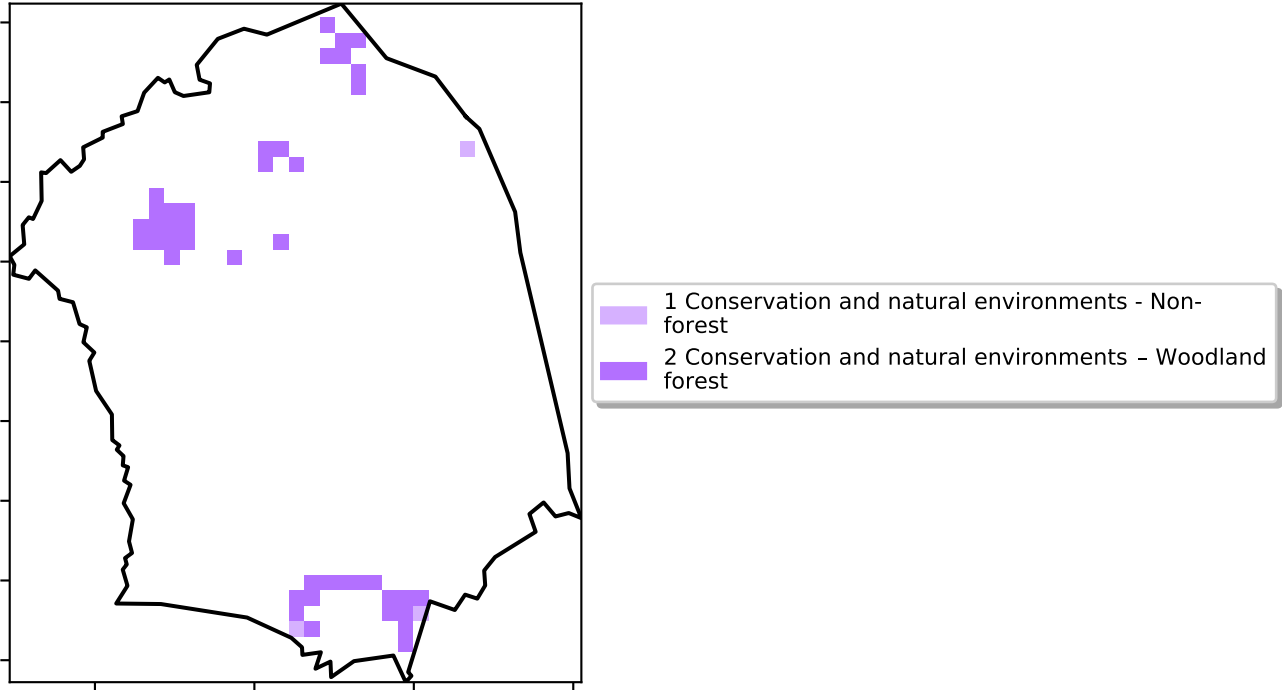 1 Conservation and natural environments - Non-
forest
2 Conservation and natural environments – Woodland
forest